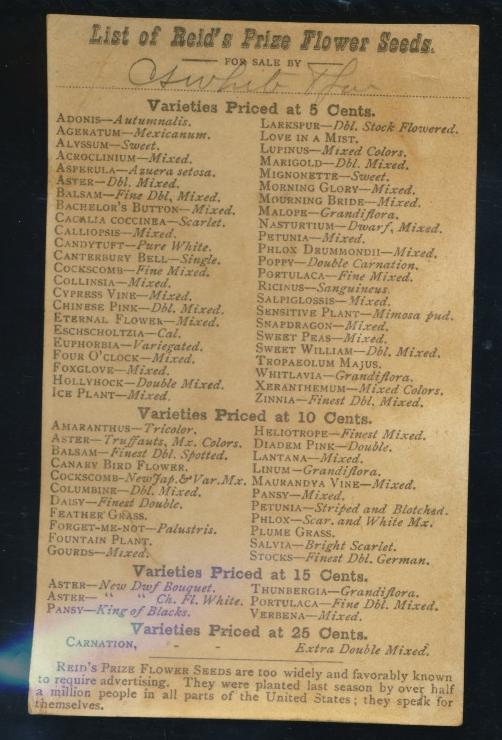 List of Reid's Prize Flower Seeds.
FOR SALE BY
Varieties Priced at 5 Cents.
ADONIS—Autumnalis.
AGERATUM—Mexicanum.
ALYSSUM—Sweet.
ACROCLINIUM—Mixed.
ASPERULA—Azuera setosa.
ASTER—Dbl. Mixed.
BALSAM—Fine Dbl, Mixed.
BACHELOR'S BUTTON—Mixed.
CACALIA COCCINEA—Scarlet.
CALLIOPSIS—Mixed.
CANDYTUFT—Pure White.
CANTERBURY BELL—Single.
COCKSCOMB—Fine Mixed.
COLLINSIA—Mixed.
CYPRESS VINE—Mixed.
CHINESE PINK—Dbl. Mixed.
ETERNAL FLOWER—Mixed.
ESCHSCHOLTZIA—Cal.
EUPHORBIA—Variegated.
FOUR O'CLOCK—Mixed.
FOXGLOVE—Mixed.
HOLLYHOCK—Double Mixed.
ICE PLANT—Mixed.
LARKSPUR—Dbl. Stock Flowered.
LOVE IN A MIST.
LUPINUS—Mixed Colors.
MARIGOLD—Dbl. Mixed.
MIGNONETTE—Sweet.
MORNING GLORY—Mixed.
MOURNING BRIDE—Mixed.
MALOPE—Grandiflora.
NASTURTIUM—Dwarf, Mixed.
PETUNIA—Mixed.
PHLOX DRUMMONDII—Mixed.
POPPY—Double Carnation.
PORTULACA—Fine Mixed.
RICINUS—Sanguineus.
SALPIGLOSSIS—Mixed.
SENSITIVE PLANT—Mimosa pud.
SNAPDRAGON—Mixed.
SWEET PEAS—Mixed.
SWEET WILLIAM—Dbl. Mixed.
TROPAEOLUM MAJUS.
WHITLAVIA—Grandiflora.
XERANTHEMUM—Mixed Colors.
ZINNIA—Finest Dbl. Mixed.
Varieties Priced at 10 Cents.
AMARANTHUS—Tricolor.
ASTER—Truffauts, Mx. Colors.
BALSAM—Finest Dbl. Spotted.
CANARY BIRD FLOWER.
COCKSCOMB-New Jap. & Var. Mx.
COLUMBINE—Dbl. Mixed.
DAISY—Finest Double.
FEATHER GRASS.
FORGET-ME-NOT—Palustris.
FOUNTAIN PLANT.
GOURDS—Mixed.
HELIOTROPE—Finest Mixed.
DIADEM PINK—Double.
LANTANA—Mixed.
LINUM—Grandiflora.
MAURANDYA VINE—Mixed.
PANSY—Mixed.
PETUNIA—Striped and Blotched.
PHLOX—Scar. and White Mx.
PLUME GRASS.
SALVIA—Bright Scarlet.
STOCKS—Finest Dbl. German.
Varieties Priced at 15 Cents.
ASTER—New Dwf Bouquet.
ASTER— " " Ch. Fl. White.
PANSY—King of Blacks.
THUNBERGIA—Grandiflora.
PORTULACA—Fine Dbl. Mixed.
VERBENA—Mixed.
Varieties Priced at 25 Cents.
CARNATION, - - Extra Double Mixed.
REID'S PRIZE FLOWER SEEDS are too widely and favorably known
to require advertising. They were planted last season by over half
a million people in all parts of the United States; they speak for
themselves.